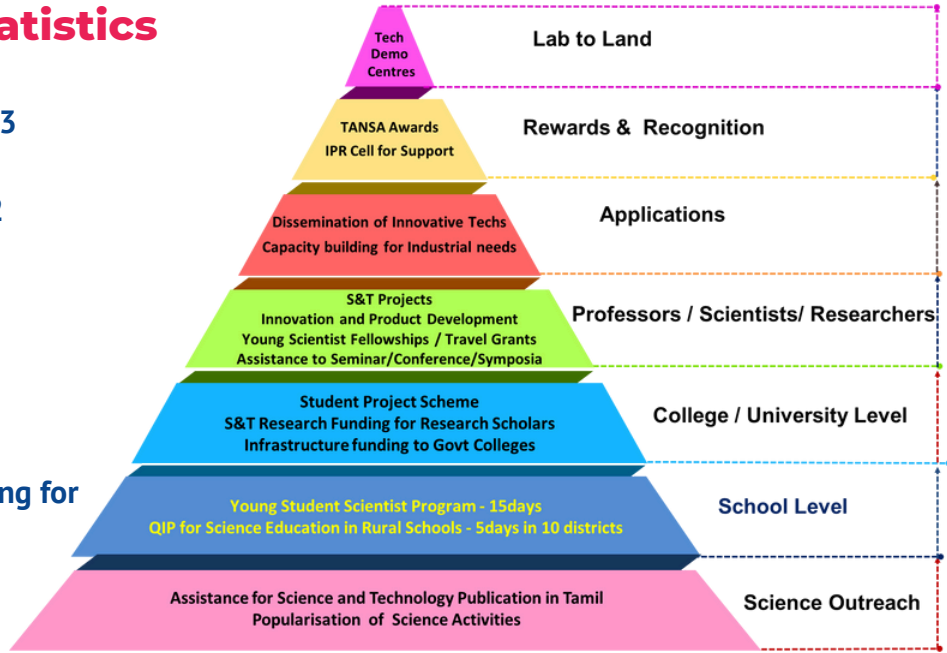 atistics
3
2
ng for
Tech
Demo
Centres
Lab to Land
TANSA Awards
IPR Cell for Support
Rewards & Recognition
Dissemination of Innovative Techs
Capacity building for Industrial needs
Applications
S&T Projects
Innovation and Product Development
Young Scientist Fellowships / Travel Grants
Assistance to Seminar/Conference/Symposia
Professors / Scientists/ Researchers
Student Project Scheme
S&T Research Funding for Research Scholars
Infrastructure funding to Govt Colleges
College / University Level
Young Student Scientist Program - 15days
QIP for Science Education in Rural Schools - 5days in 10 districts
School Level
Assistance for Science and Technology Publication in Tamil
Popularisation of Science Activities
Science Outreach